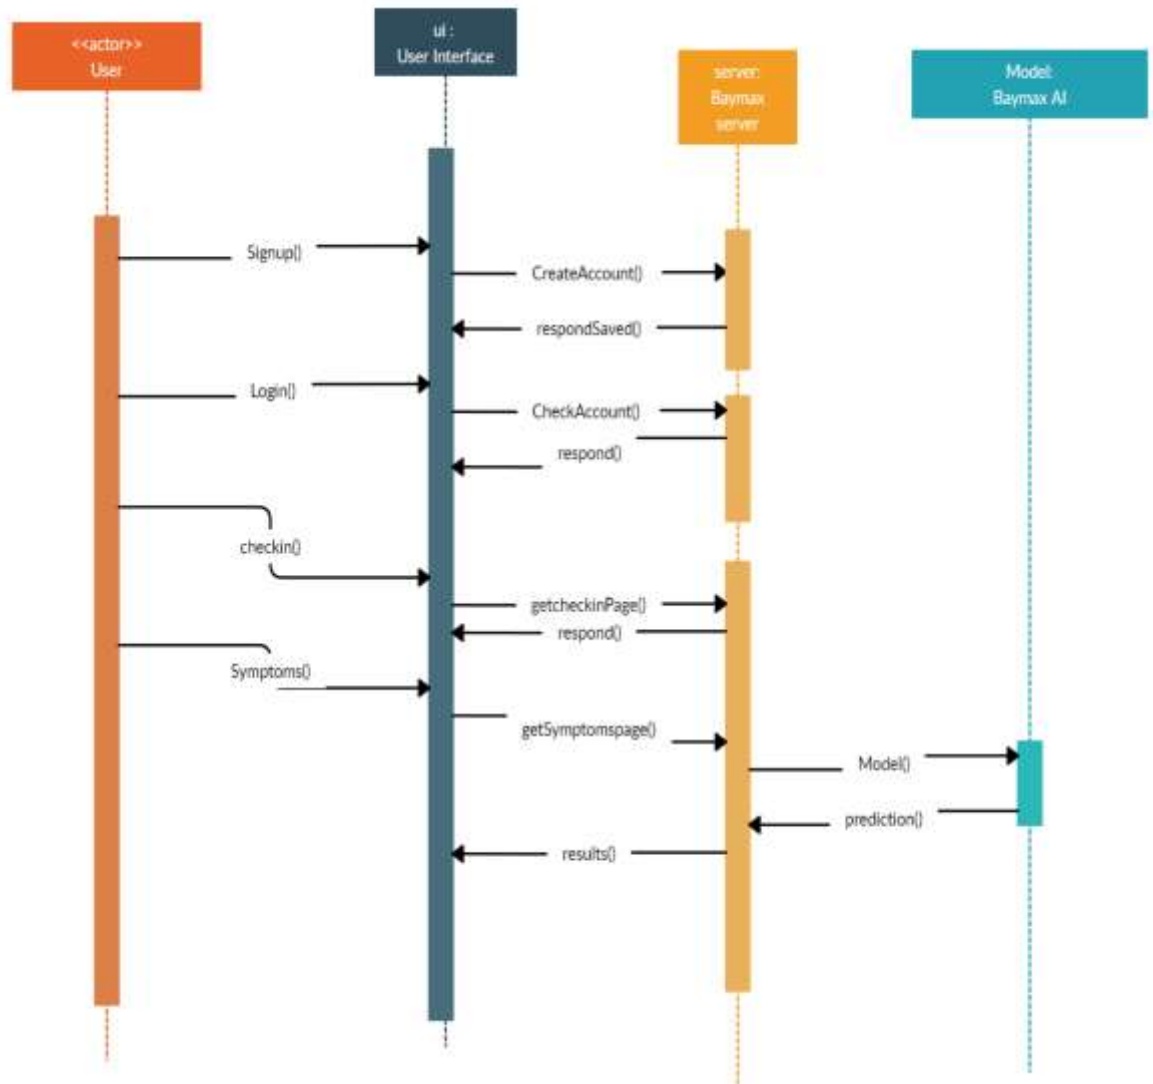 <<actor>>
User
ui :
User Interface
server:
Baymax
server
Model:
Baymax AI
Signup()
CreateAccount()
respondSaved()
Login()
CheckAccount()
respond()
checkin()
getcheckinPage()
respond()
Symptoms()
getSymptomspage()
Model()
prediction()
results()